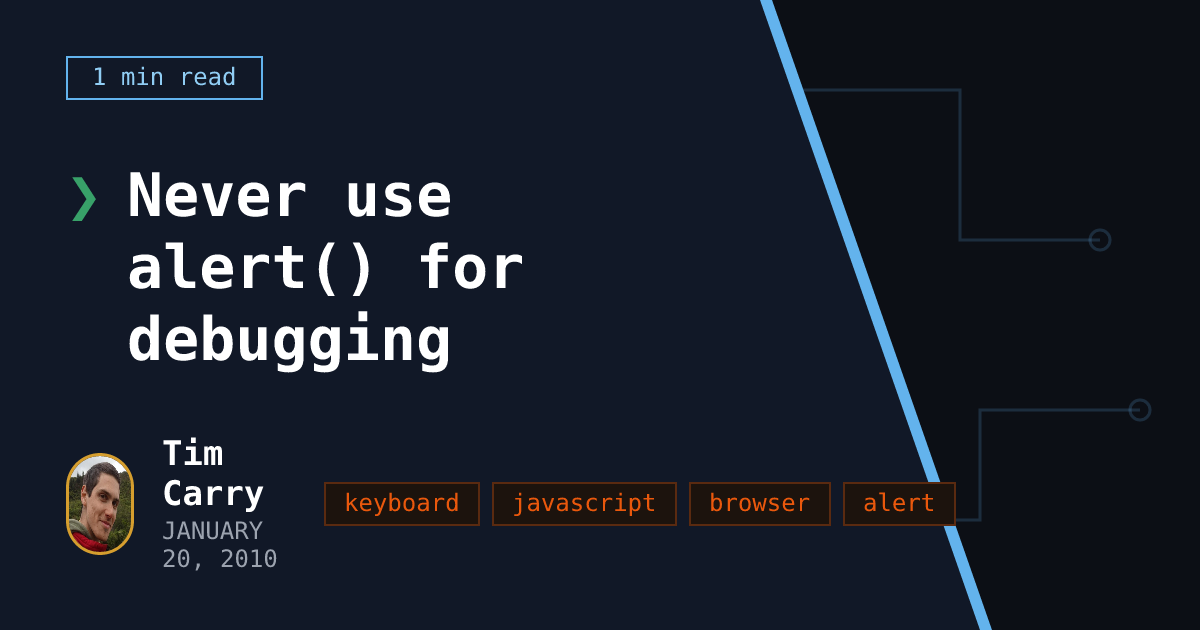 1 min read
❯ Never use
alert() for
debugging
Tim
Carry
JANUARY
20, 2010
keyboard
javascript
browser
alert